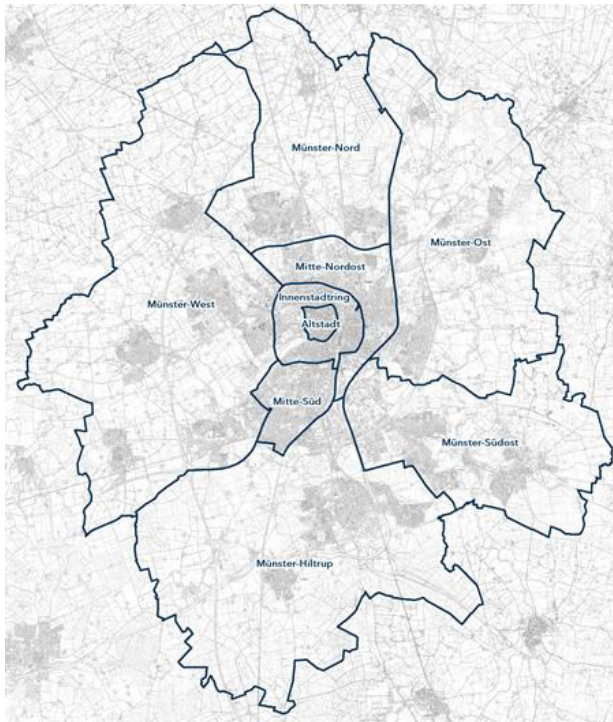 Münster-Nord
Münster-Ost
Mitte-Nordost
Innenstadtring
Münster-West
Altstadt
Mitte-Süd
Münster-Südost
Münster-Hiltrup